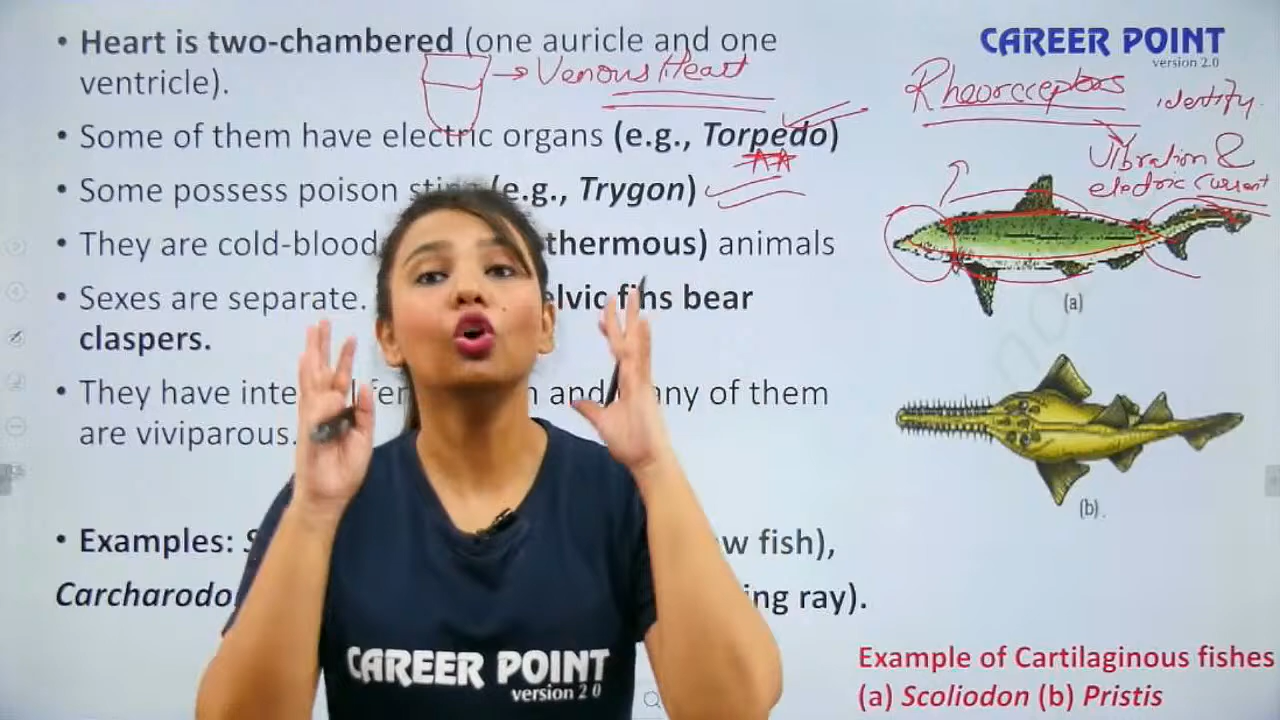 • Heart is two-chambered (one auricle and one
ventricle).
→ Venous Heart
• Some of them have electric organs (e.g., Torpedo)
• Some possess poison sting (e.g., Trygon)
• They are cold-blood thermous) animals
• Sexes are separate. elvic fins bear
claspers.
• They have inte fer n and any of them
are viviparous.
• Examples: S w fish),
Carcharodo ing ray).
CAREER POINT
version 2.0
Rheoreceptors identify
Vibration &
electric current
(a)
(b).
Example of Cartilaginous fishes
(a) Scoliodon (b) Pristis
CAREER POINT
version 2 0